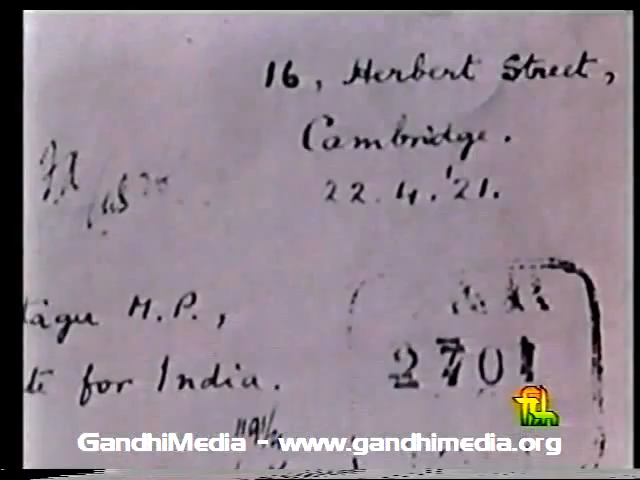 16, Herbert Street,
Cambridge.
22.4.'21.
tagu M.P.,
te for India.
2701
GandhiMedia - www.gandhimedia.org